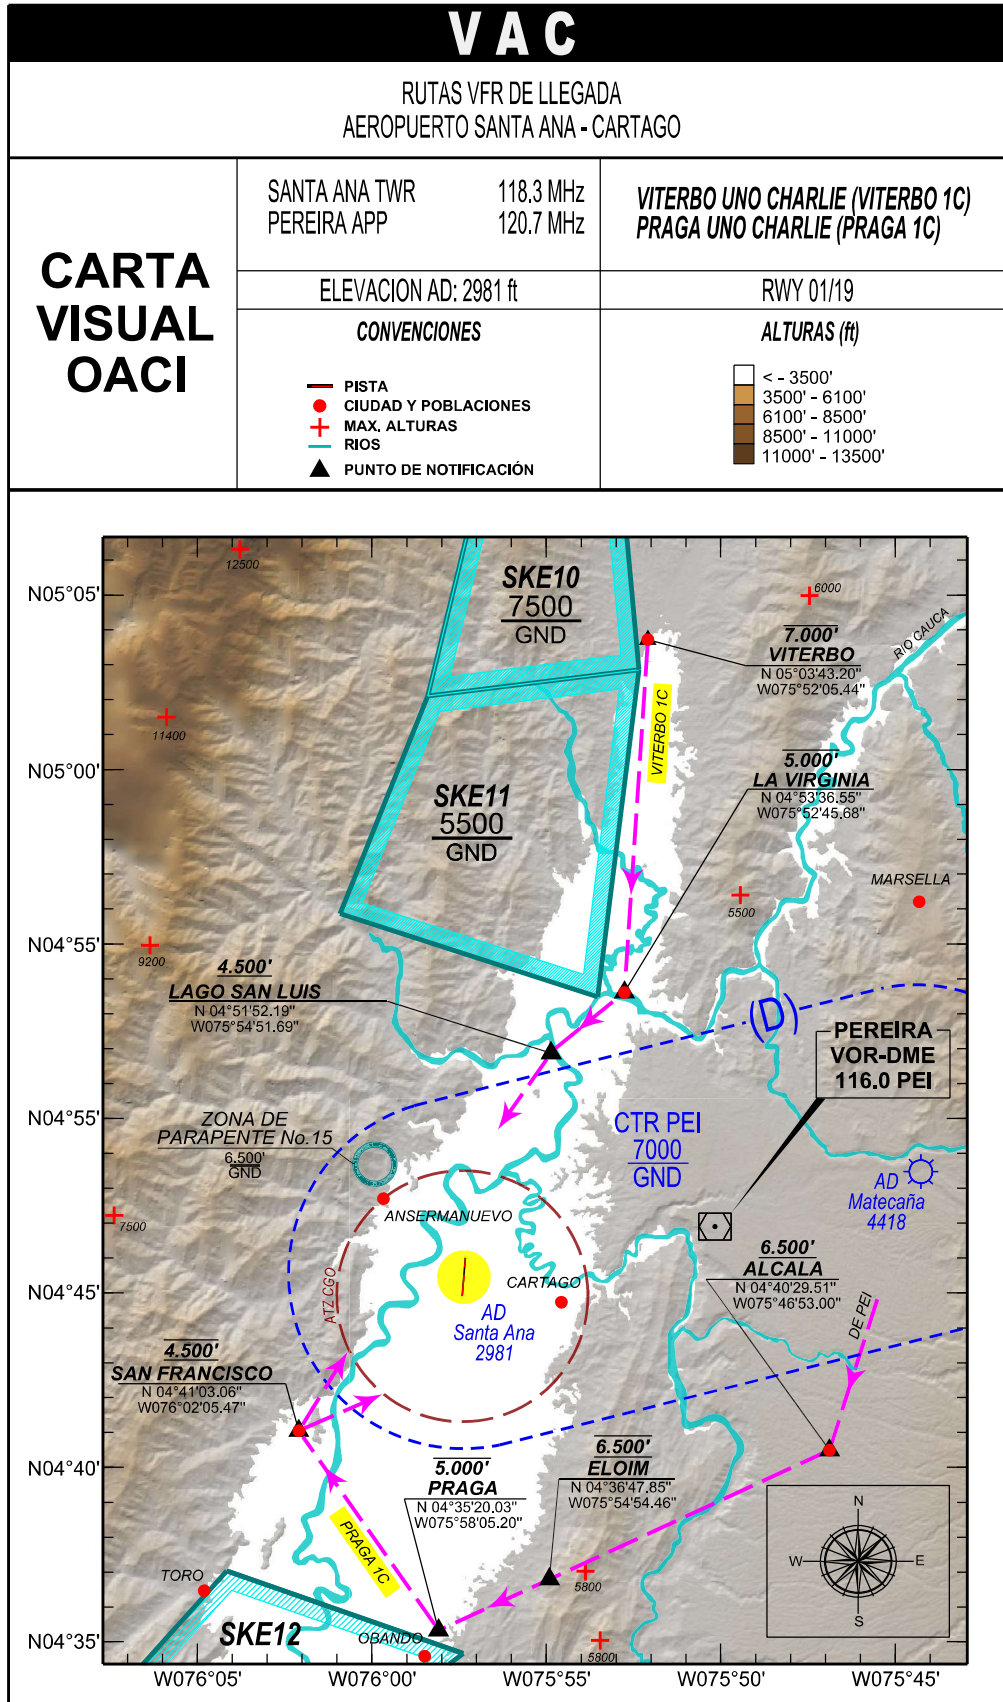 VAC
RUTAS VFR DE LLEGADA
AEROPUERTO SANTA ANA - CARTAGO
CARTA
VISUAL
OACI
SANTA ANA TWR 118.3 MHz
PEREIRA APP 120.7 MHz
VITERBO UNO CHARLIE (VITERBO 1C)
PRAGA UNO CHARLIE (PRAGA 1C)
ELEVACION AD: 2981 ft
RWY 01/19
CONVENCIONES
PISTA
CIUDAD Y POBLACIONES
MAX. ALTURAS
RIOS
PUNTO DE NOTIFICACIÓN
ALTURAS (ft)
< - 3500'
3500' - 6100'
6100' - 8500'
8500' - 11000'
11000' - 13500'
12500
SKE10
7500
GND
6000
N05°05'
RIO CAUCA
7.000'
VITERBO
N 05°03'43.20"
W075°52'05.44"
VITERBO 1C
11400
N05°00'
5.000'
LA VIRGINIA
N 04°53'36.55"
W075°52'45.68"
SKE11
5500
GND
MARSELLA
5500
N04°55'
9200
4.500'
LAGO SAN LUIS
N 04°51'52.19"
W075°54'51.69"
(D)
PEREIRA
VOR-DME
116.0 PEI
N04°55'
ZONA DE
PARAPENTE No.15
6.500'
GND
CTR PEI
7000
GND
AD
Matecaña
4418
7500
ANSERMANUEVO
6.500'
ALCALA
N 04°40'29.51"
W075°46'53.00"
N04°45'
ATZ CGO
CARTAGO
AD
Santa Ana
2981
DE PEI
4.500'
SAN FRANCISCO
N 04°41'03.06"
W076°02'05.47"
N04°40'
5.000'
PRAGA
N 04°35'20.03"
W075°58'05.20"
6.500'
ELOIM
N 04°36'47.85"
W075°54'54.46"
PRAGA 1C
N
W
E
S
TORO
5800
SKE12
OBANDO
5800
N04°35'
W076°05'
W076°00'
W075°55'
W075°50'
W075°45'